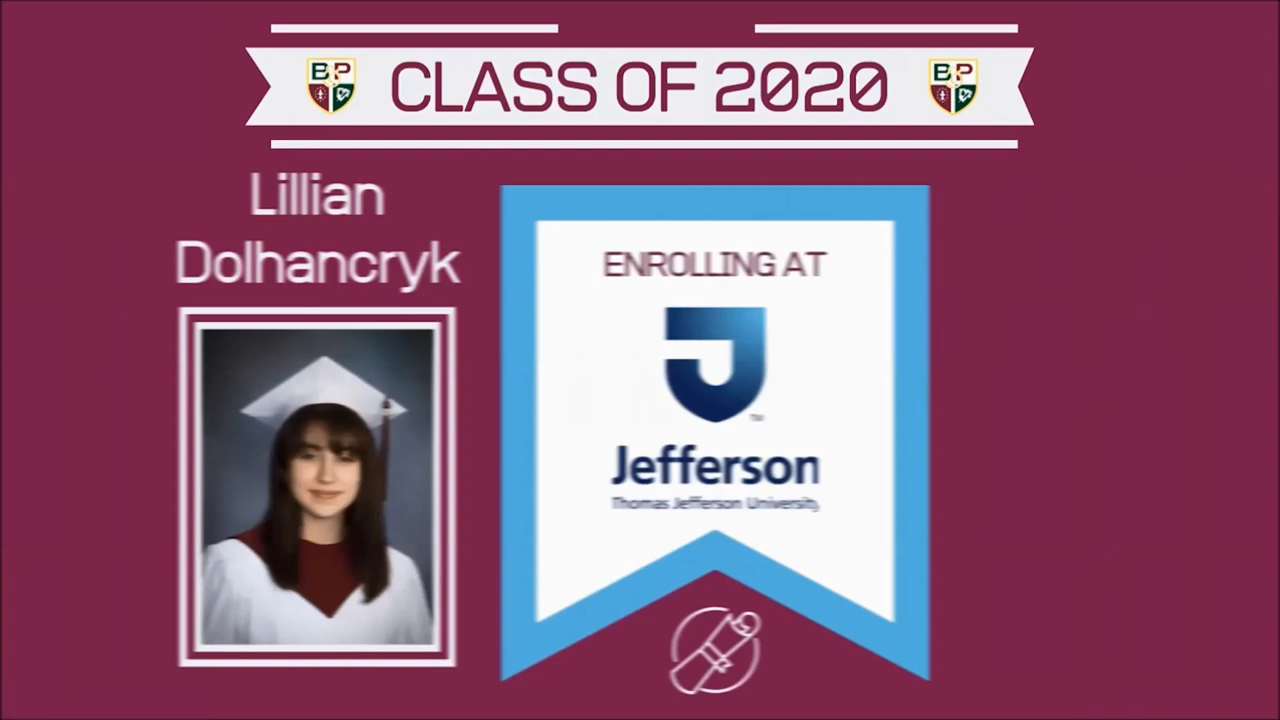 B&P CLASS OF 2020 B&P
Lillian
Dolhancryk
ENROLLING AT
Jefferson
Thomas Jefferson University